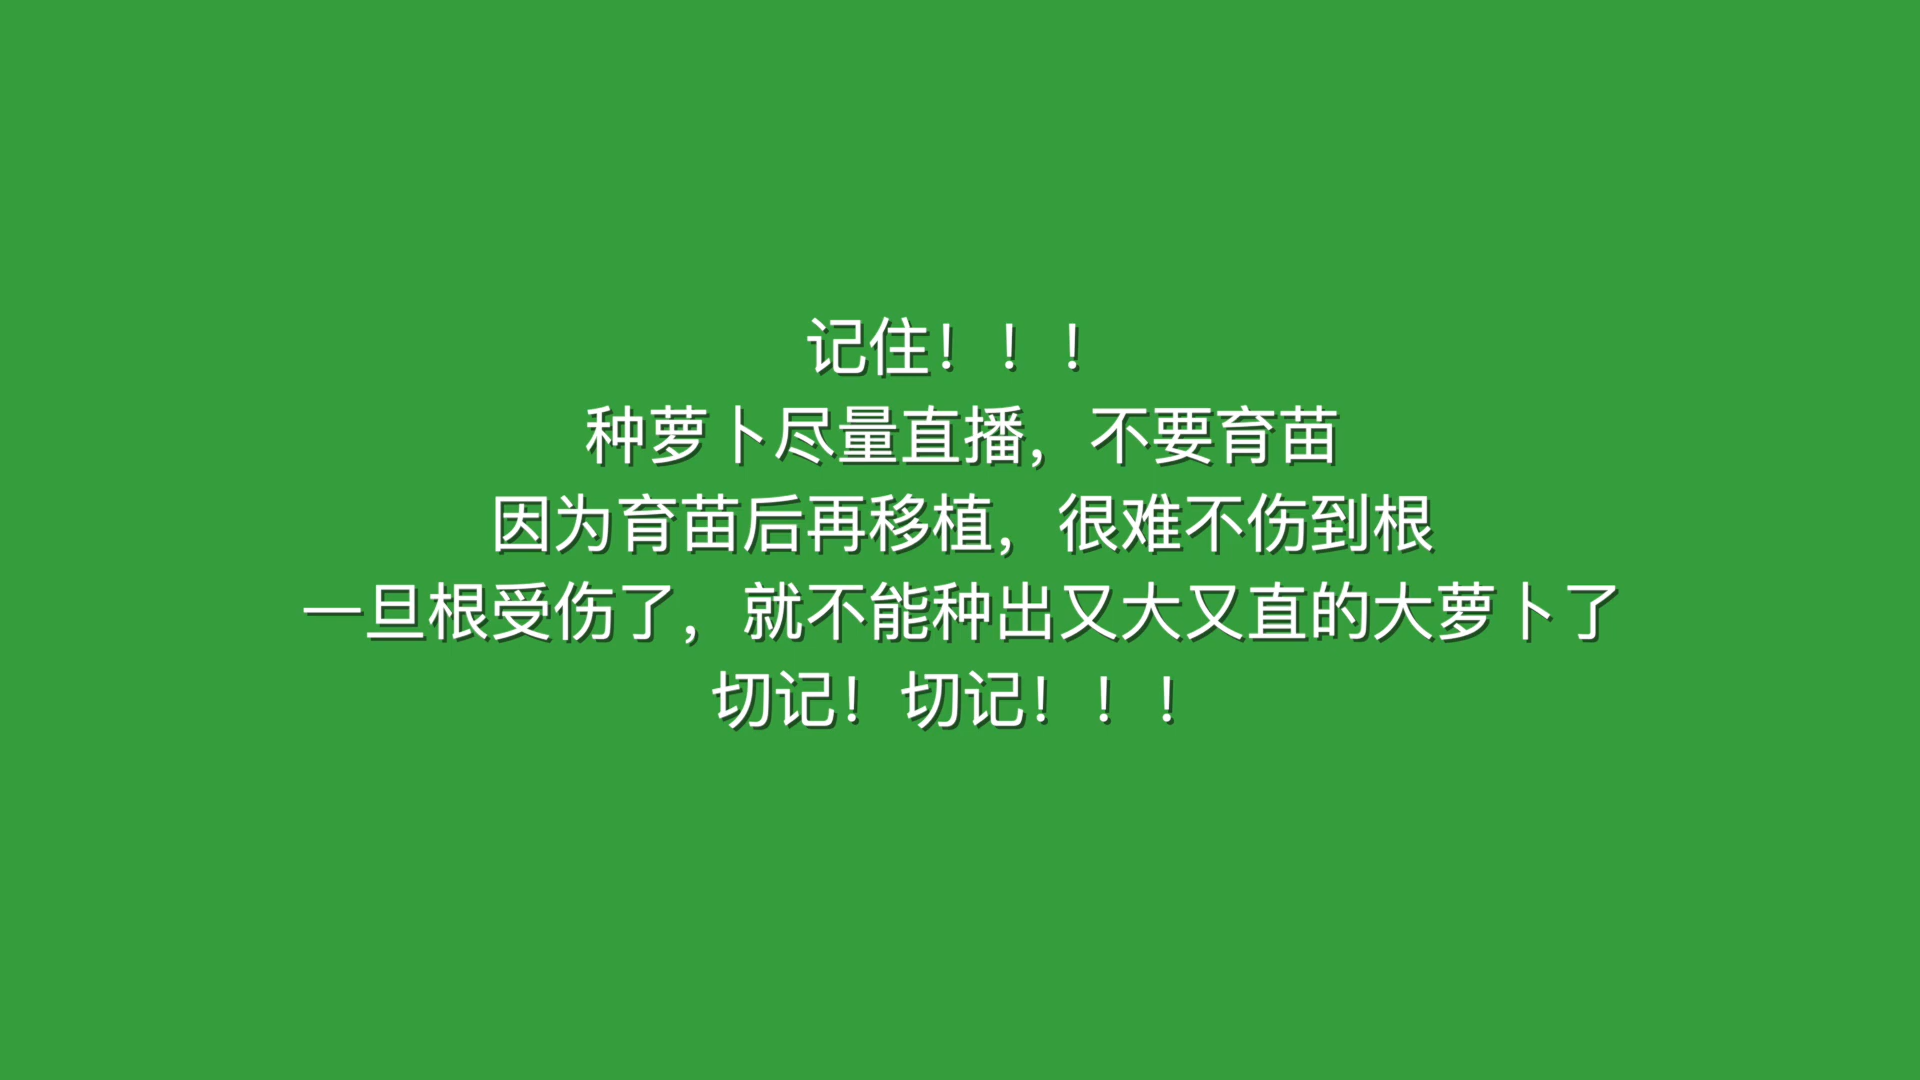 记住！！！
种萝卜尽量直播，不要育苗
因为育苗后再移植，很难不伤到根
一旦根受伤了，就不能种出又大又直的大萝卜了
切记！切记！！！